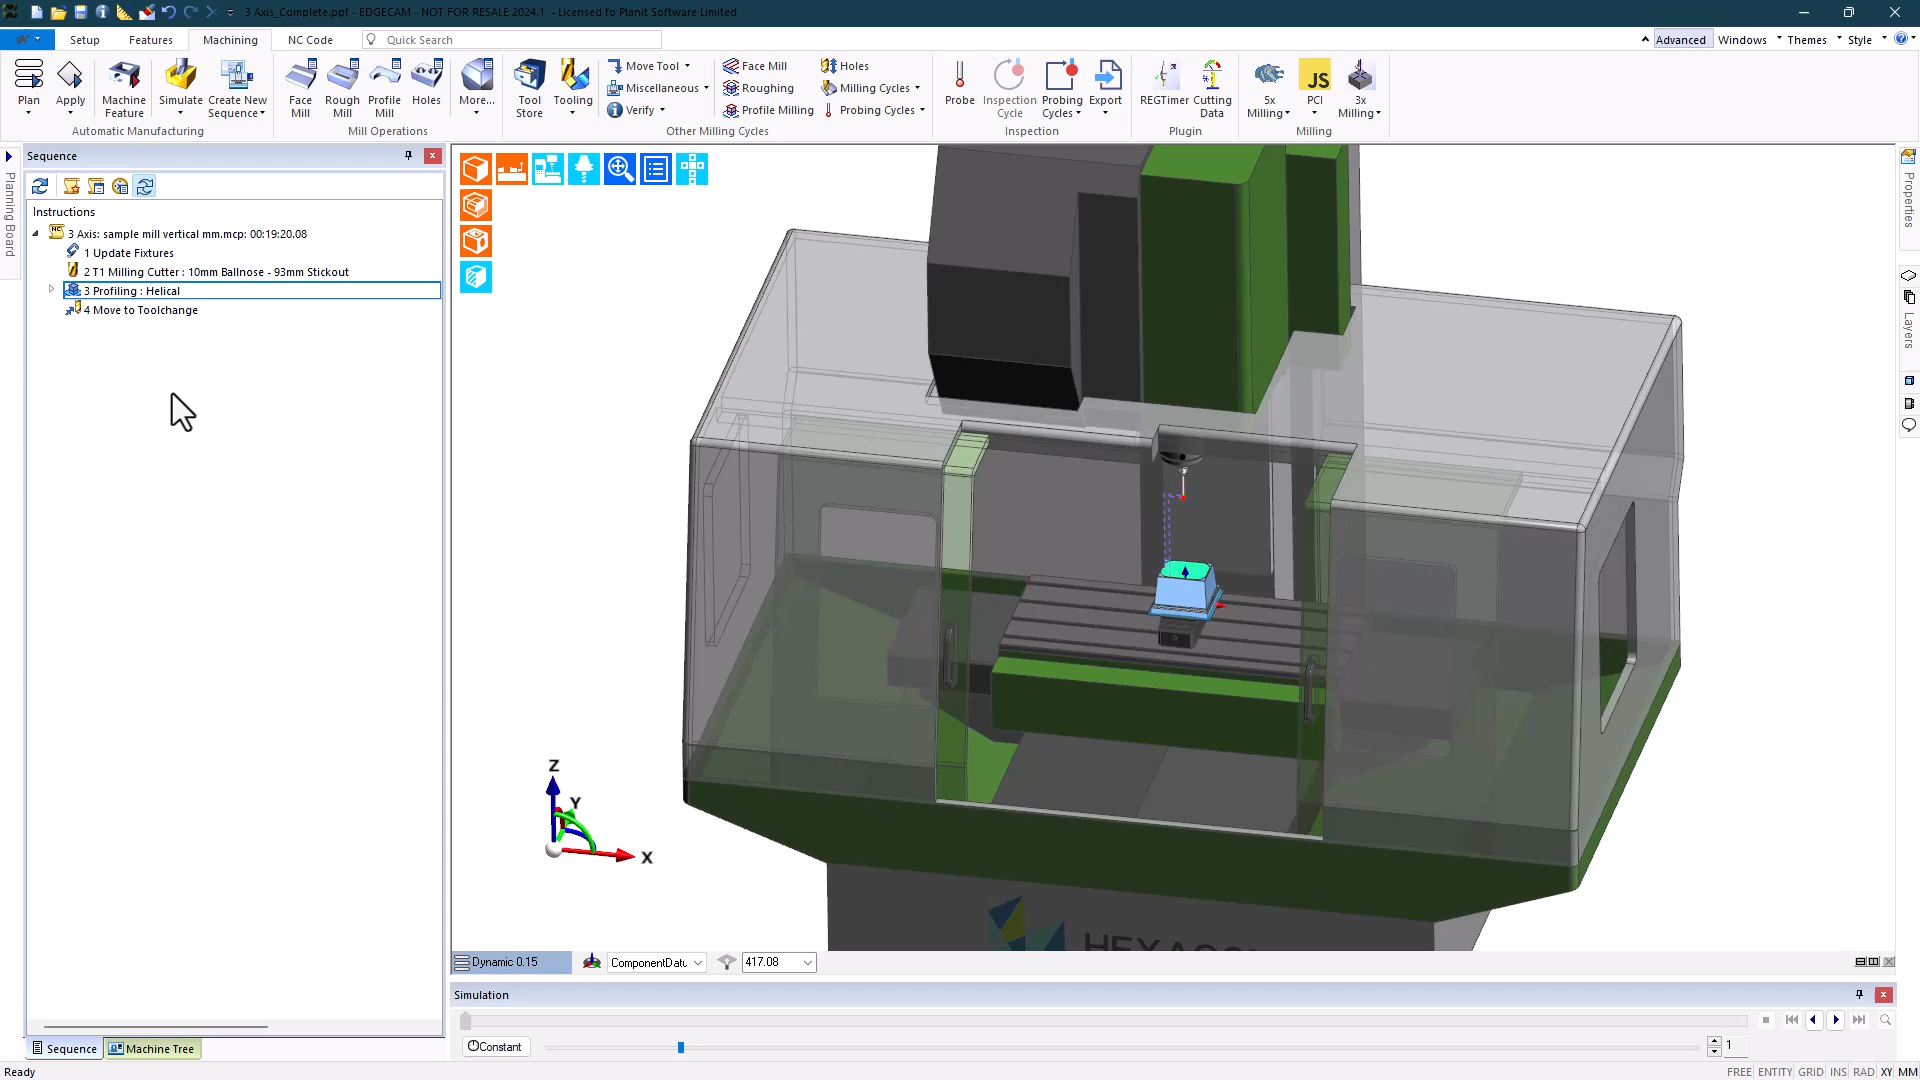 3 Axis_Complete.ppf - EDGECAM - NOT FOR RESALE 2024.1 - Licensed to Planit Software Limited
Setup Features Machining NC Code Quick Search Advanced Windows Themes Style
Plan Apply Machine Feature Simulate Create New Sequence
Automatic Manufacturing
Face Mill Rough Mill Profile Mill Holes More...
Mill Operations
Tool Store Tooling
Move Tool Face Mill Holes
Miscellaneous Roughing Milling Cycles
Verify Profile Milling Probing Cycles
Other Milling Cycles
Probe Inspection Cycle Probing Cycles Export
Inspection
REGTimer Cutting Data
Plugin
5x Milling JS PCI 3x Milling
Milling
Planning Board
Sequence
Instructions
3 Axis: sample mill vertical mm.mcp: 00:19:20.08
1 Update Fixtures
2 T1 Milling Cutter : 10mm Ballnose - 93mm Stickout
3 Profiling : Helical
4 Move to Toolchange
Properties
Layers
Z
Y
X
Dynamic 0.15 ComponentDatu 417.08
Simulation
Constant 1
Sequence Machine Tree
Ready FREE ENTITY GRID INS RAD XY MM